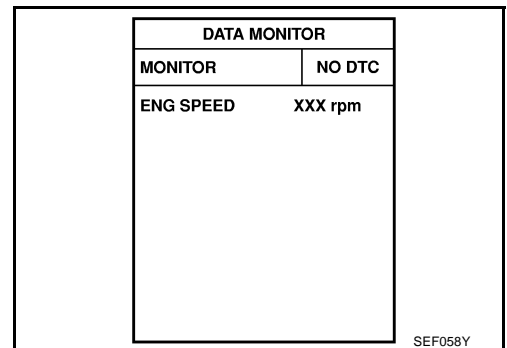 DATA MONITOR
MONITOR NO DTC
ENG SPEED XXX rpm
SEF058Y